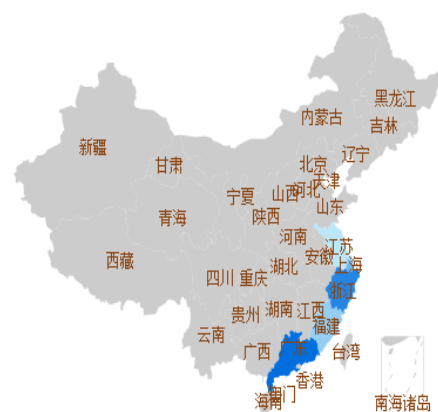 黑龙江
内蒙古
吉林
新疆
辽宁
北京
甘肃
天津
河北
山西
宁夏
山东
陕西
青海
河南
江苏
安徽
西藏
上海
湖北
四川
重庆
浙江
湖南
江西
贵州
福建
云南
广东
广西
台湾
香港
澳门
海南
南海诸岛